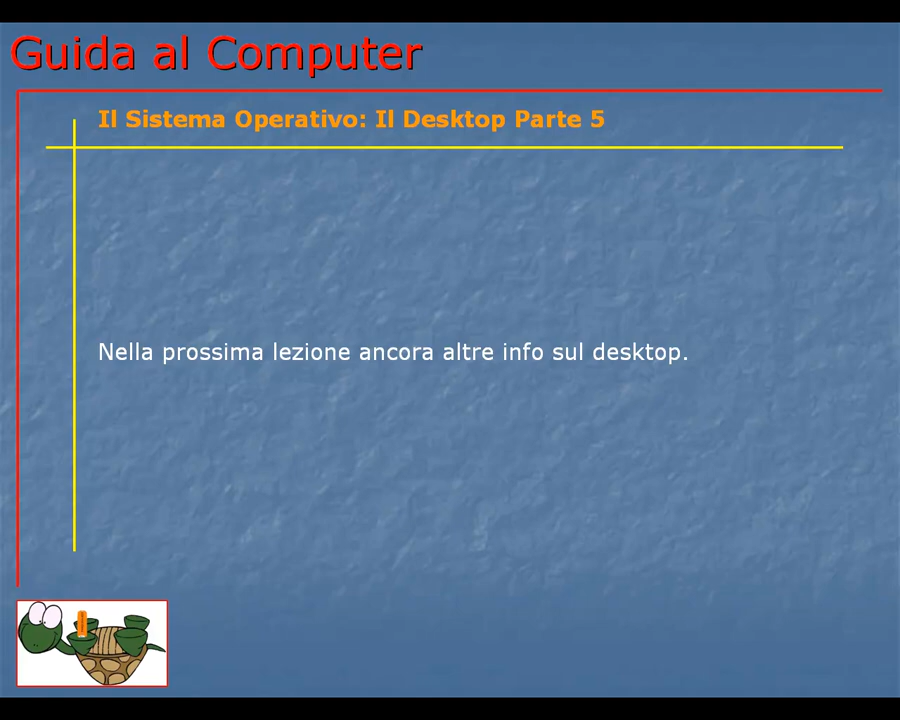 Guida al Computer
Il Sistema Operativo: Il Desktop Parte 5
Nella prossima lezione ancora altre info sul desktop.